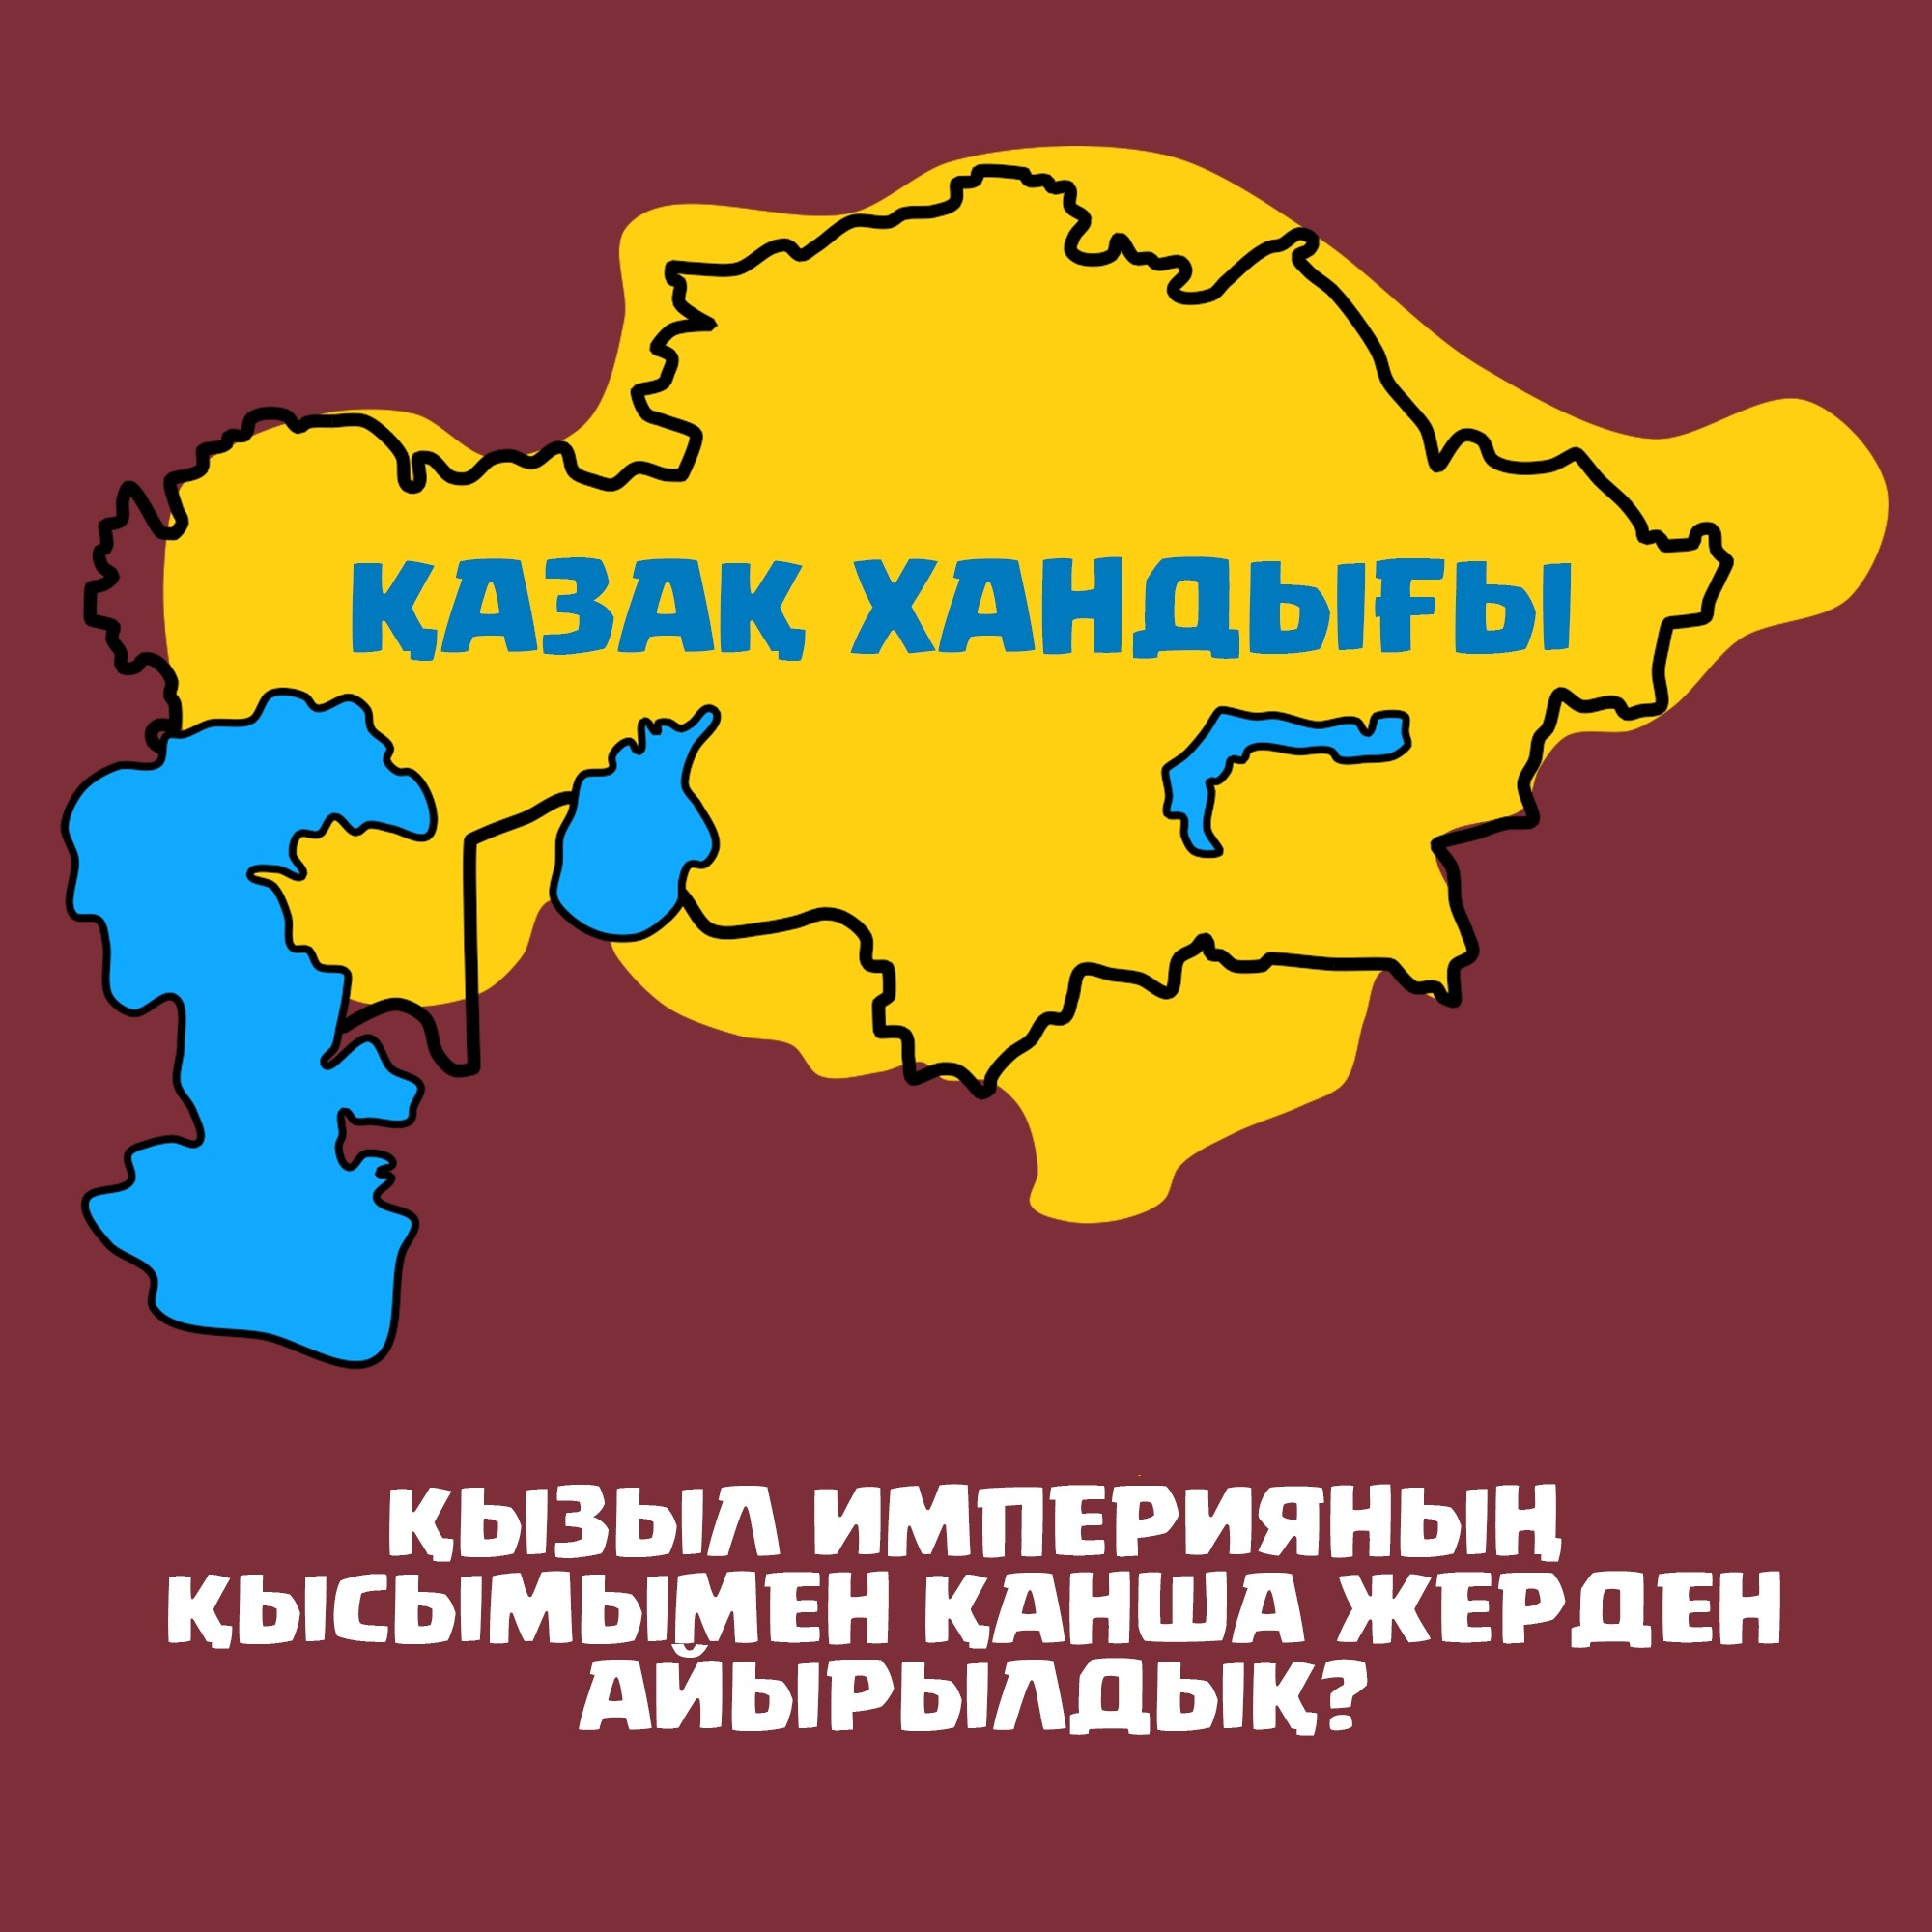 ҚАЗАҚ ХАНДЫҒЫ
ҚЫЗЫЛ ИМПЕРИЯНЫҢ
ҚЫСЫМЫМЕН ҚАНША ЖЕРДЕН
АЙЫРЫЛДЫҚ?